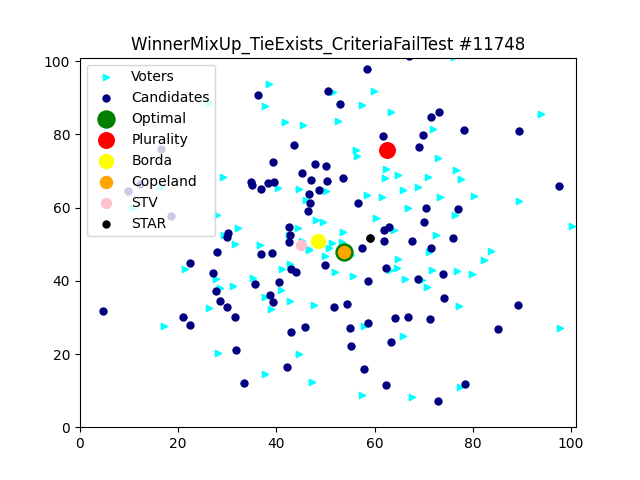 WinnerMixUp_TieExists_CriteriaFailTest #11748
100
80
60
40
20
0
0 20 40 60 80 100
Voters
Candidates
Optimal
Plurality
Borda
Copeland
STV
STAR